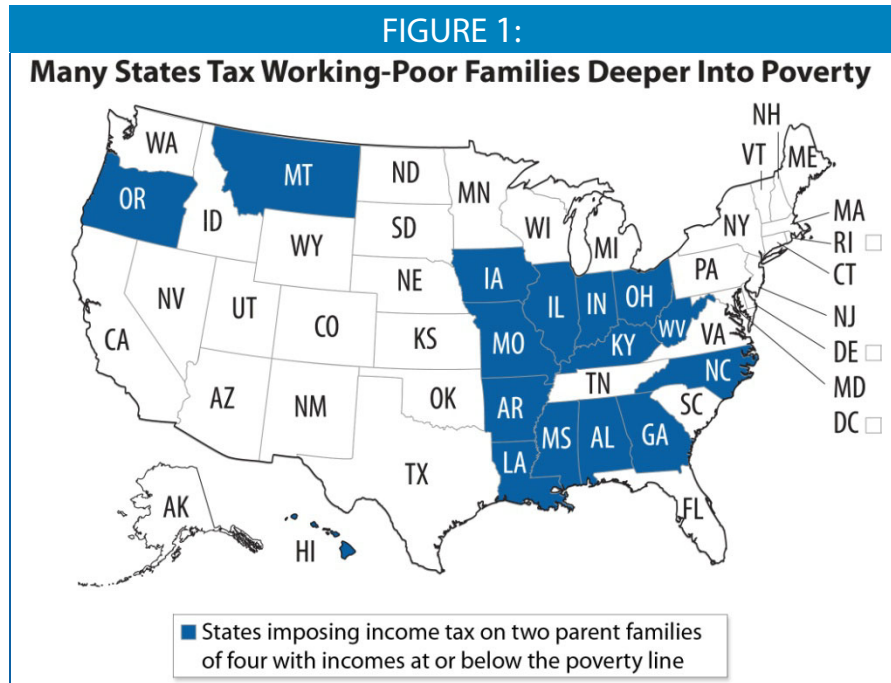 FIGURE 1:
Many States Tax Working-Poor Families Deeper Into Poverty
NH
WA
VT
ME
MT
ND
MN
OR
MA
ID
SD
WI
NY
RI
WY
MI
CT
IA
PA
NE
NV
NJ
IL
IN
OH
UT
CO
WV
VA
DE
CA
KS
MO
KY
MD
NC
TN
AZ
OK
NM
AR
SC
DC
MS
AL
GA
LA
TX
AK
FL
HI
States imposing income tax on two parent families
of four with incomes at or below the poverty line